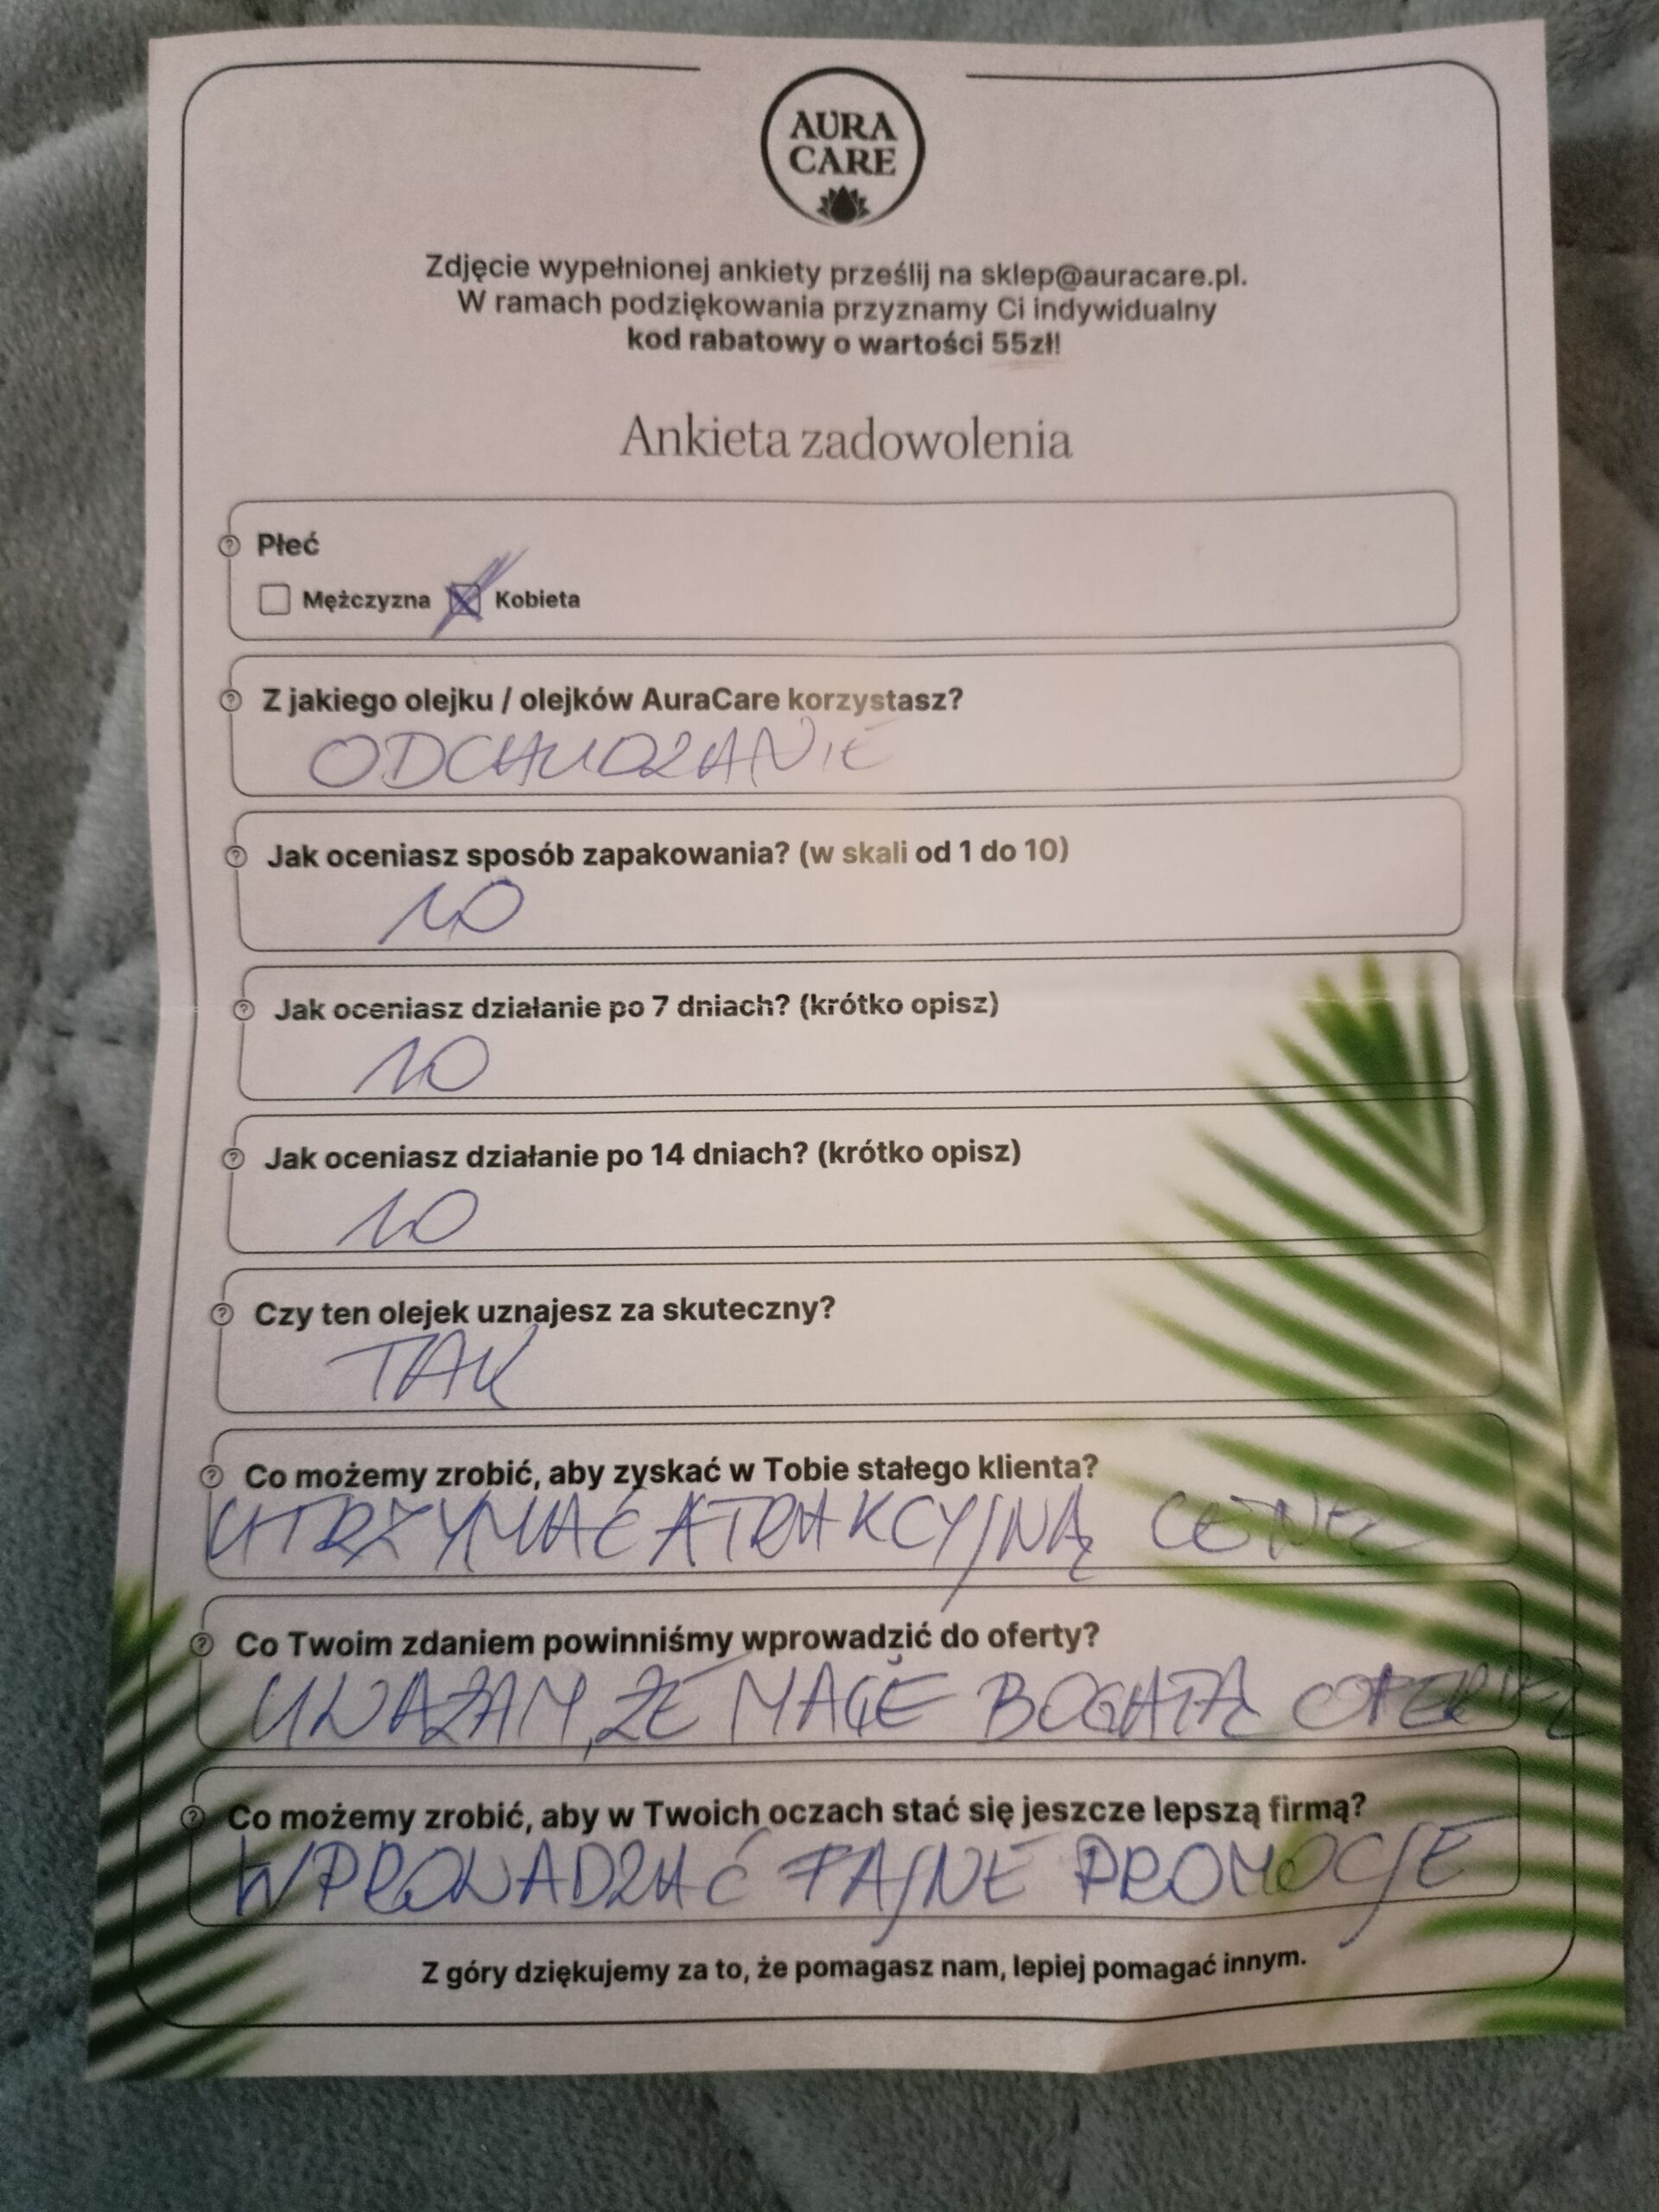 AURA
CARE
Zdjęcie wypełnionej ankiety prześlij na sklep@auracare.pl.
W ramach podziękowania przyznamy Ci indywidualny
kod rabatowy o wartości 55zł!
Ankieta zadowolenia
Płeć
Mężczyzna Kobieta
Z jakiego olejku / olejków AuraCare korzystasz?
ODCHUDZANIE
Jak oceniasz sposób zapakowania? (w skali od 1 do 10)
10
Jak oceniasz działanie po 7 dniach? (krótko opisz)
10
Jak oceniasz działanie po 14 dniach? (krótko opisz)
10
Czy ten olejek uznajesz za skuteczny?
TAK
Co możemy zrobić, aby zyskać w Tobie stałego klienta?
UTRZYMAĆ ATRAKCYJNĄ CENĘ
Co Twoim zdaniem powinniśmy wprowadzić do oferty?
UWAŻAM, ŻE MACIE BOGATĄ OFERTĘ
Co możemy zrobić, aby w Twoich oczach stać się jeszcze lepszą firmą?
WPROWADZAĆ FAJNE PROMOCJE
Z góry dziękujemy za to, że pomagasz nam, lepiej pomagać innym.